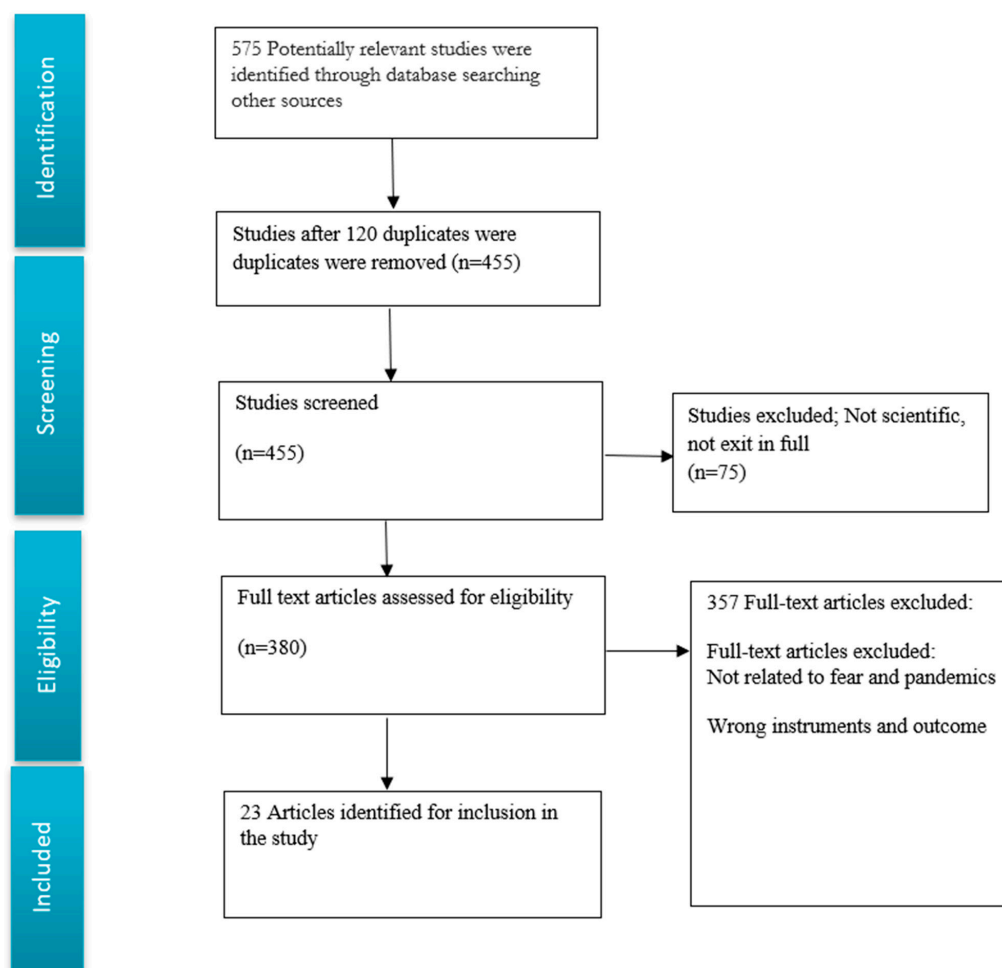 Identification
575 Potentially relevant studies were
identified through database searching
other sources
Studies after 120 duplicates were
duplicates were removed (n=455)
Screening
Studies screened
(n=455)
Studies excluded; Not scientific,
not exit in full
(n=75)
Eligibility
Full text articles assessed for eligibility
(n=380)
357 Full-text articles excluded:
Full-text articles excluded:
Not related to fear and pandemics
Wrong instruments and outcome
Included
23 Articles identified for inclusion in
the study